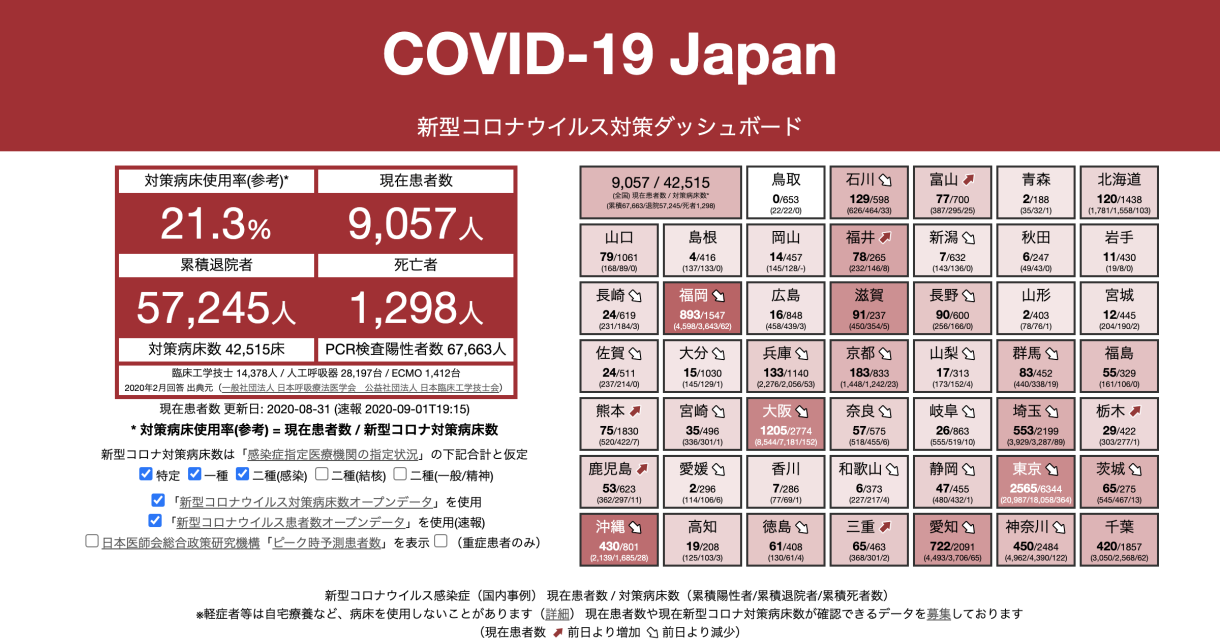 COVID-19 Japan
新型コロナウイルス対策ダッシュボード
対策病床使用率(参考)* 現在患者数
21.3% 9,057人
累積退院者 死亡者
57,245人 1,298人
対策病床数 42,515床 PCR検査陽性者数 67,663人
臨床工学技士 14,378人 / 人工呼吸器 28,197台 / ECMO 1,412台
2020年2月回答 出典元（一般社団法人 日本呼吸療法医学会　公益社団法人 日本臨床工学技士会）
現在患者数 更新日: 2020-08-31 (速報 2020-09-01T19:15)
* 対策病床使用率(参考) = 現在患者数 / 新型コロナ対策病床数
新型コロナウイルス対策病床数は「感染症指定医療機関の指定状況」の下記合計と仮定
特定 一種 二種(感染) 二種(結核) 二種(一般/精神)
「新型コロナウイルス対策病床数オープンデータ」を使用
「新型コロナウイルス患者数オープンデータ」を使用(速報)
日本医師会総合政策研究機構「ピーク時予測患者数」を表示 （重症患者のみ）
9,057 / 42,515
(全国) 現在患者数 / 対策病床数*
(累積67,663/退院57,245/死者1,298)
鳥取 石川 富山 青森 北海道
0/653 129/598 77/700 2/188 120/1438
(22/22/0) (626/464/33) (387/295/25) (35/32/1) (1,781/1,558/103)
山口 島根 岡山 福井 新潟 秋田 岩手
79/1061 4/416 14/457 78/265 7/632 6/247 11/430
(168/89/0) (137/133/0) (145/128/-) (232/146/8) (143/136/0) (49/43/0) (19/8/0)
長崎 福岡 広島 滋賀 長野 山形 宮城
24/619 893/1547 16/848 91/237 90/600 2/403 12/445
(231/184/3) (4,598/3,643/62) (458/439/3) (450/354/5) (256/166/0) (78/76/1) (204/190/2)
佐賀 大分 兵庫 京都 山梨 群馬 福島
24/511 15/1030 133/1140 183/833 17/313 83/452 55/329
(237/214/0) (145/129/1) (2,276/2,056/53) (1,448/1,242/23) (173/152/4) (440/338/19) (161/106/0)
熊本 宮崎 大阪 奈良 岐阜 埼玉 栃木
75/1830 35/496 1205/2774 57/575 26/863 553/2199 29/422
(520/422/7) (336/301/1) (8,544/7,181/152) (518/455/6) (555/519/10) (3,929/3,287/89) (303/277/1)
鹿児島 愛媛 香川 和歌山 静岡 東京 茨城
53/623 2/296 7/286 6/373 47/455 2565/6344 65/275
(362/297/11) (114/106/6) (77/69/1) (227/217/4) (480/432/1) (20,987/18,058/364) (545/467/13)
沖縄 高知 徳島 三重 愛知 神奈川 千葉
430/801 19/208 61/408 65/463 722/2091 450/2484 420/1857
(2,139/1,685/28) (125/103/3) (130/61/4) (368/301/2) (4,493/3,706/65) (4,962/4,390/122) (3,050/2,568/62)
新型コロナウイルス感染症（国内事例） 現在患者数 / 対策病床数（累積陽性者/累積退院者/累積死者数）
※軽症者等は自宅療養など、病床を使用しないことがあります（詳細） 現在患者数や現在新型コロナ対策病床数が確認できるデータを募集しております
（現在患者数 前日より増加 前日より減少）